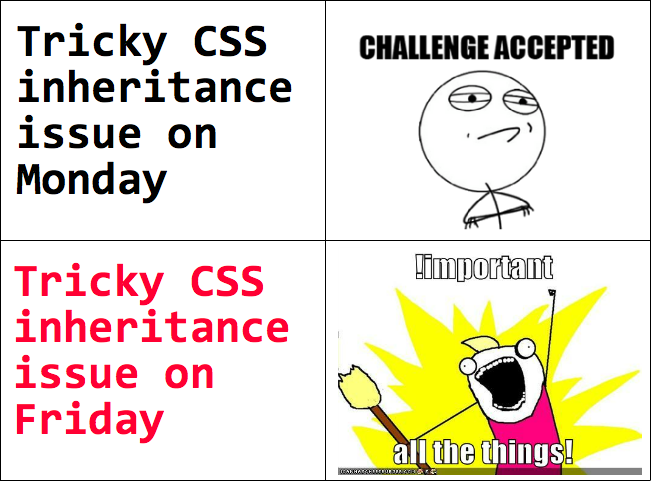 Tricky CSS
inheritance
issue on
Monday
CHALLENGE ACCEPTED
Tricky CSS
inheritance
issue on
Friday
!important
all the things!